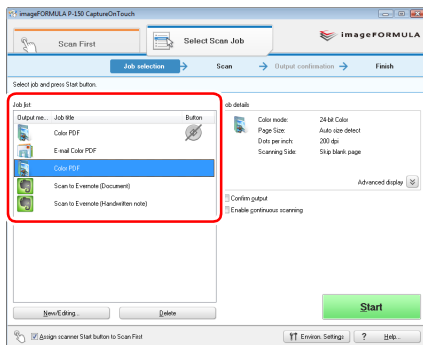 imageFORMULA P-150 CaptureOnTouch
Scan First
Select Scan Job
imageFORMULA
Job selection
Scan
Output confirmation
Finish
Select job and press Start button.
Job list
Output me... Job title Button
Color PDF
E-mail Color PDF
Color PDF
Scan to Evernote (Document)
Scan to Evernote (Handwritten note)
ob details
Color mode: 24-bit Color
Page Size: Auto size detect
Dots per inch: 200 dpi
Scanning Side: Skip blank page
Advanced display
Confirm output
Enable continuous scanning
New/Editing...
Delete
Start
Assign scanner Start button to Scan First
Environ. Settings
? Help...